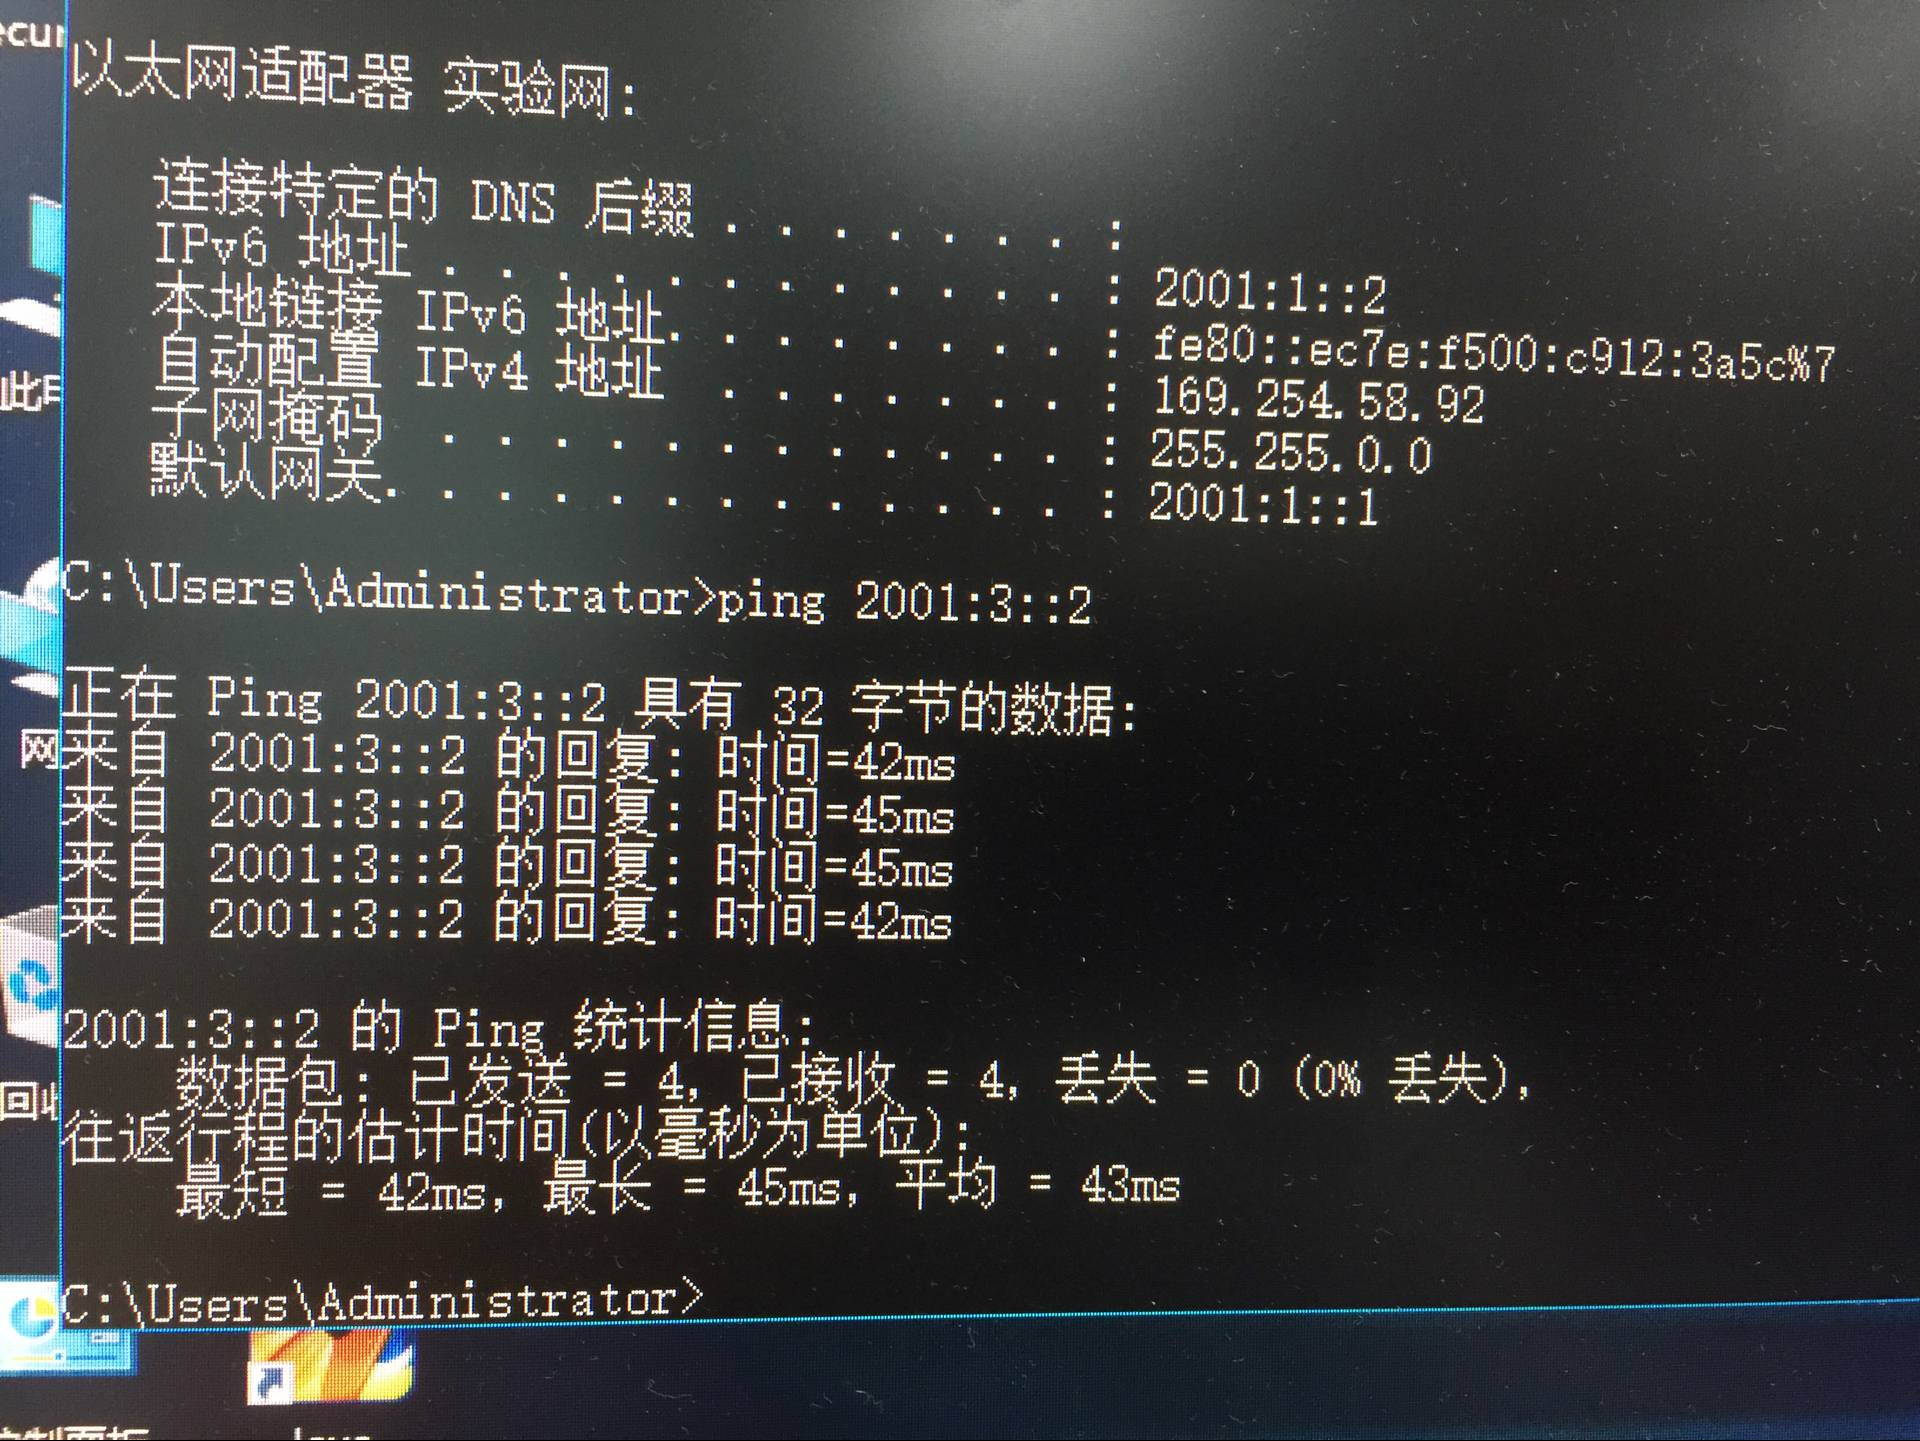 以太网适配器 实验网:
连接特定的 DNS 后缀 . . . . . . . :
IPv6 地址 . . . . . . . . . . . . : 2001:1::2
本地链接 IPv6 地址. . . . . . . . : fe80::ec7e:f500:c912:3a5c%7
自动配置 IPv4 地址  . . . . . . . : 169.254.58.92
子网掩码  . . . . . . . . . . . . : 255.255.0.0
默认网关. . . . . . . . . . . . . : 2001:1::1
C:\Users\Administrator>ping 2001:3::2
正在 Ping 2001:3::2 具有 32 字节的数据:
来自 2001:3::2 的回复: 时间=42ms
来自 2001:3::2 的回复: 时间=45ms
来自 2001:3::2 的回复: 时间=45ms
来自 2001:3::2 的回复: 时间=42ms
2001:3::2 的 Ping 统计信息:
数据包: 已发送 = 4，已接收 = 4，丢失 = 0 (0% 丢失)，
往返行程的估计时间(以毫秒为单位):
最短 = 42ms，最长 = 45ms，平均 = 43ms
C:\Users\Administrator>